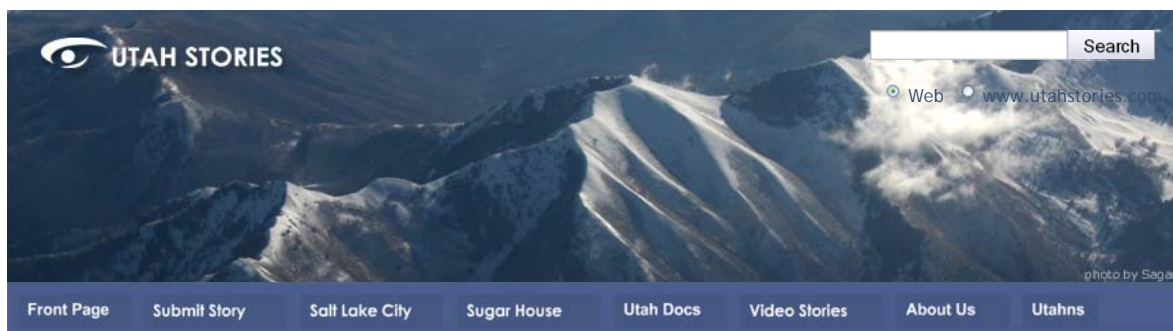 UTAH STORIES
Search
Web www.utahstories.com
photo by Sagar
Front Page Submit Story Salt Lake City Sugar House Utah Docs Video Stories About Us Utahns